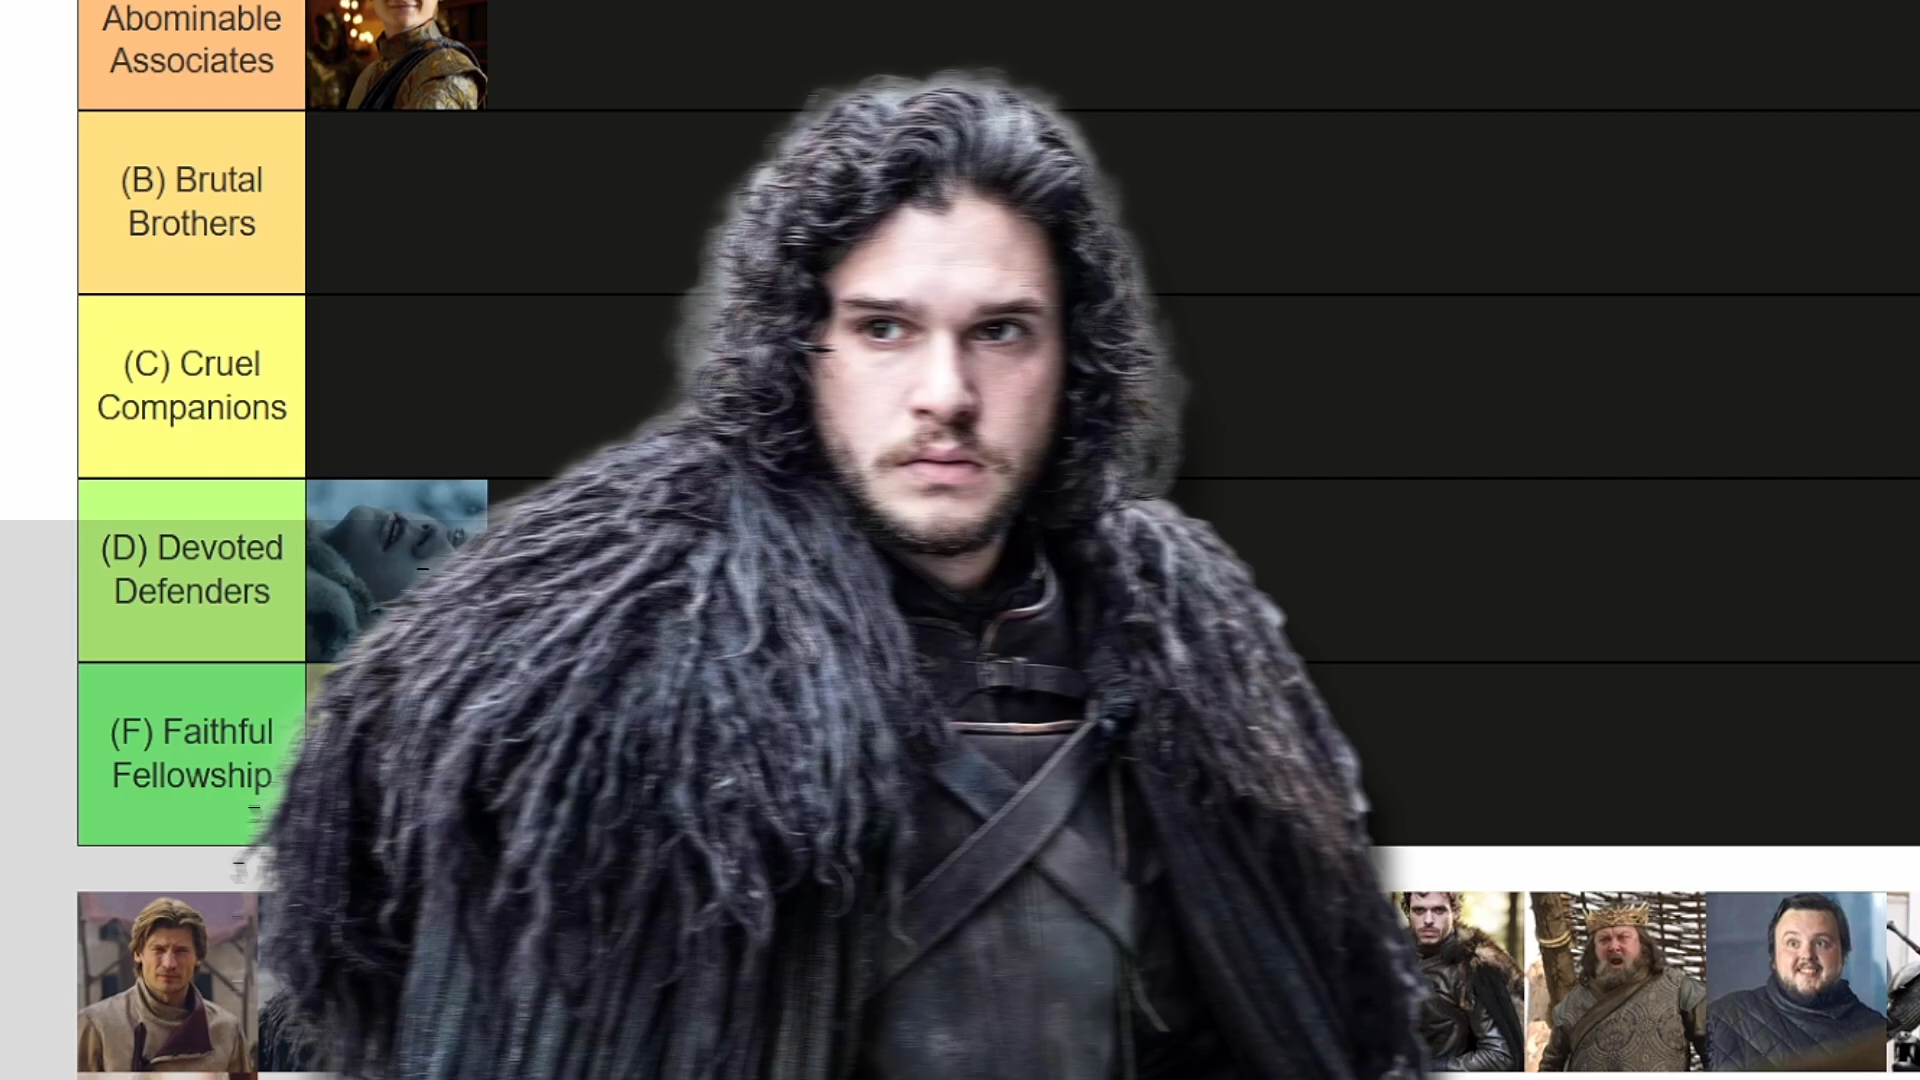 Abominable
Associates
(B) Brutal
Brothers
(C) Cruel
Companions
(D) Devoted
Defenders
(F) Faithful
Fellowship